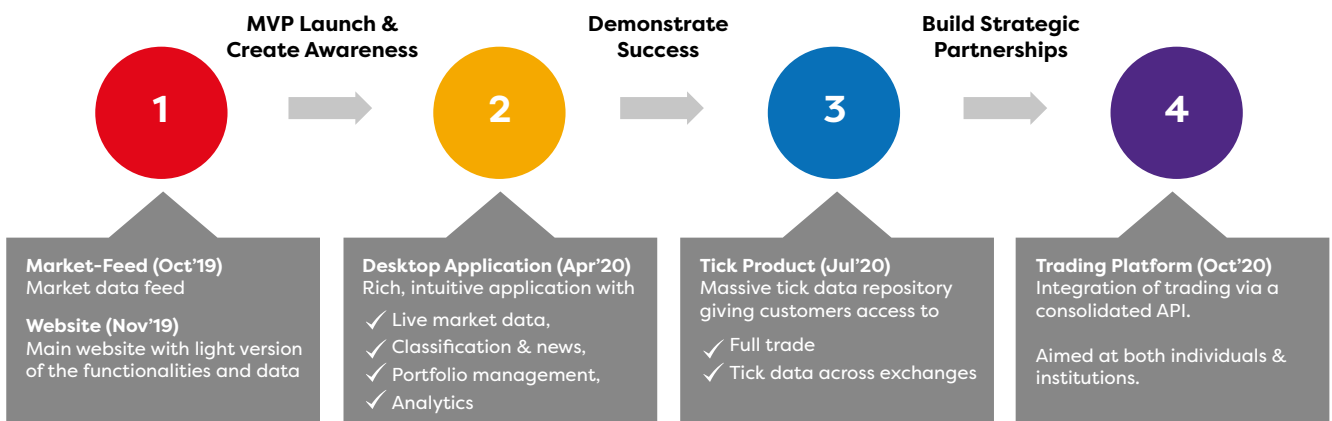 MVP Launch &
Create Awareness
Demonstrate
Success
Build Strategic
Partnerships
1
2
3
4
Market-Feed (Oct'19)
Market data feed
Website (Nov'19)
Main website with light version
of the functionalities and data
Desktop Application (Apr'20)
Rich, intuitive application with
Live market data,
Classification & news,
Portfolio management,
Analytics
Tick Product (Jul'20)
Massive tick data repository
giving customers access to
Full trade
Tick data across exchanges
Trading Platform (Oct'20)
Integration of trading via a
consolidated API.
Aimed at both individuals &
institutions.